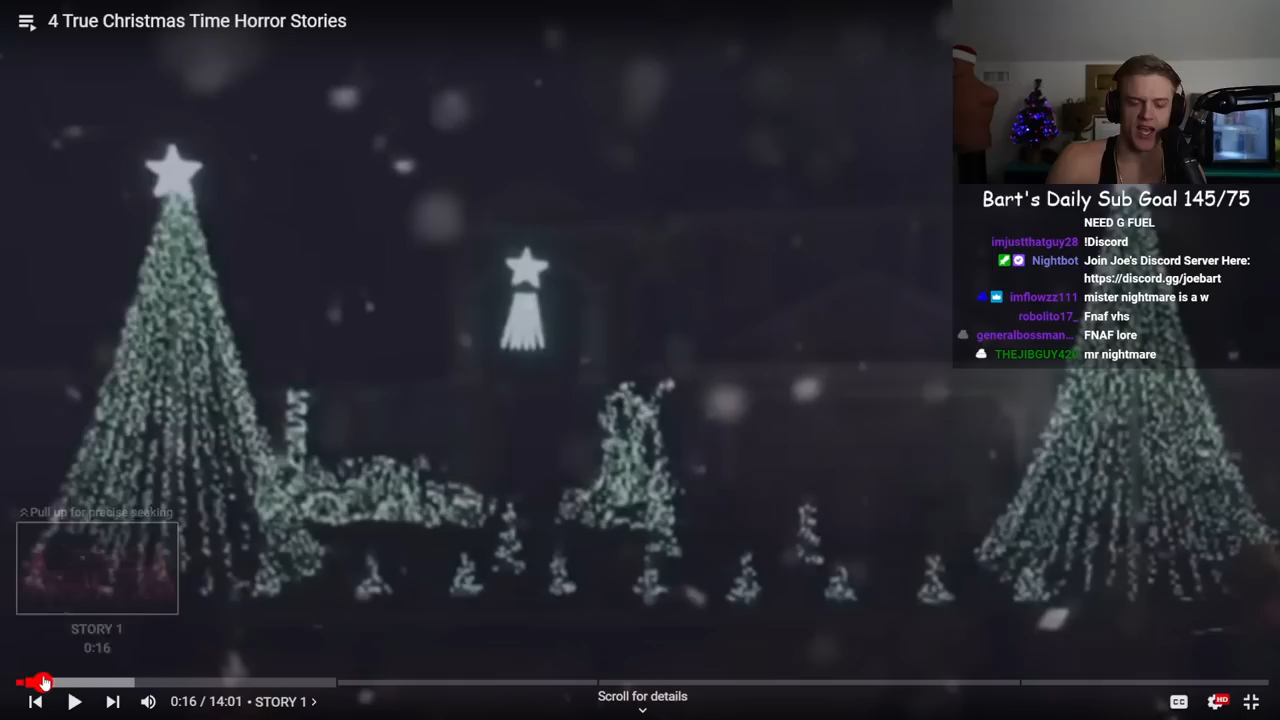 4 True Christmas Time Horror Stories
Bart's Daily Sub Goal 145/75
NEED G FUEL
imjustthatguy28 !Discord
Nightbot Join Joe's Discord Server Here:
https://discord.gg/joebart
imflowzz111 mister nightmare is a w
robolito17_ Fnaf vhs
generalbossman... FNAF lore
THEJIBGUY420 mr nightmare
Pull up for precise seeking
STORY 1
0:16
0:16 / 14:01 • STORY 1
Scroll for details
CC
HD